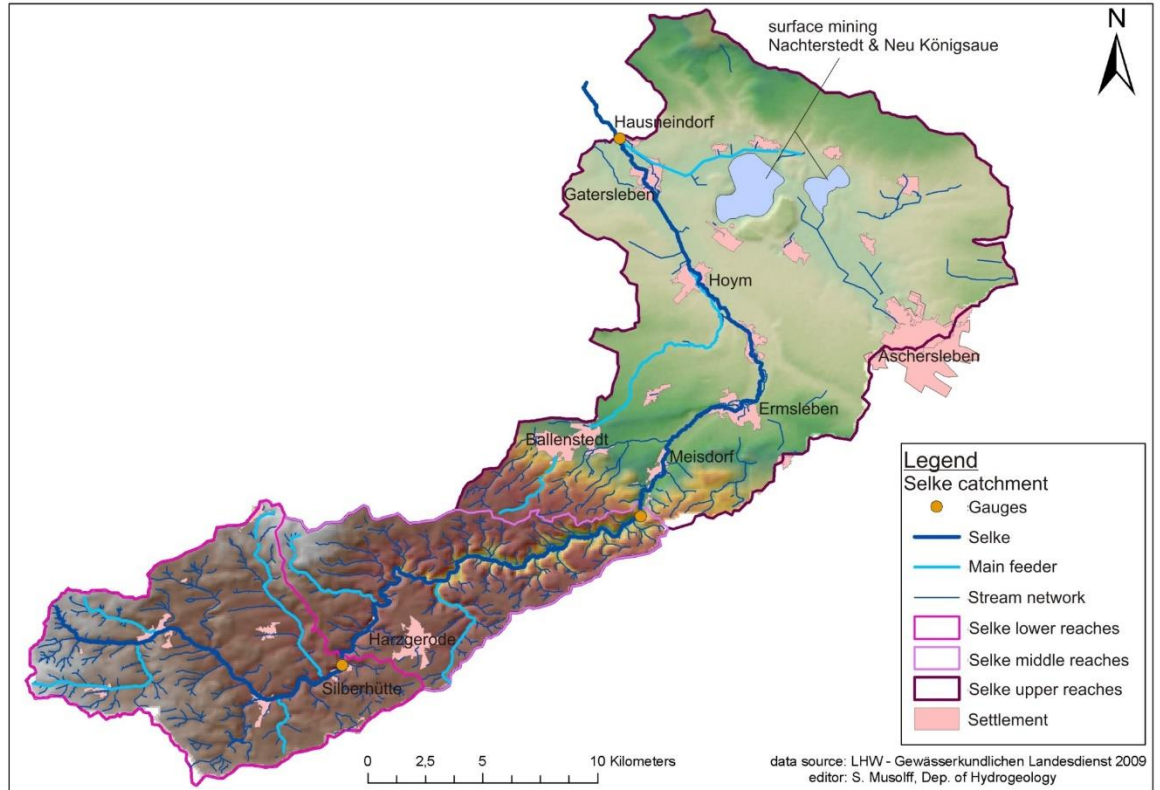 surface mining
Nachterstedt & Neu Königsaue
N
Hausneindorf
Gatersleben
Hoym
Aschersleben
Ermsleben
Ballenstedt
Meisdorf
Harzgerode
Silberhütte
Legend
Selke catchment
Gauges
Selke
Main feeder
Stream network
Selke lower reaches
Selke middle reaches
Selke upper reaches
Settlement
0 2,5 5 10 Kilometers
data source: LHW - Gewässerkundlichen Landesdienst 2009
editor: S. Musolff, Dep. of Hydrogeology